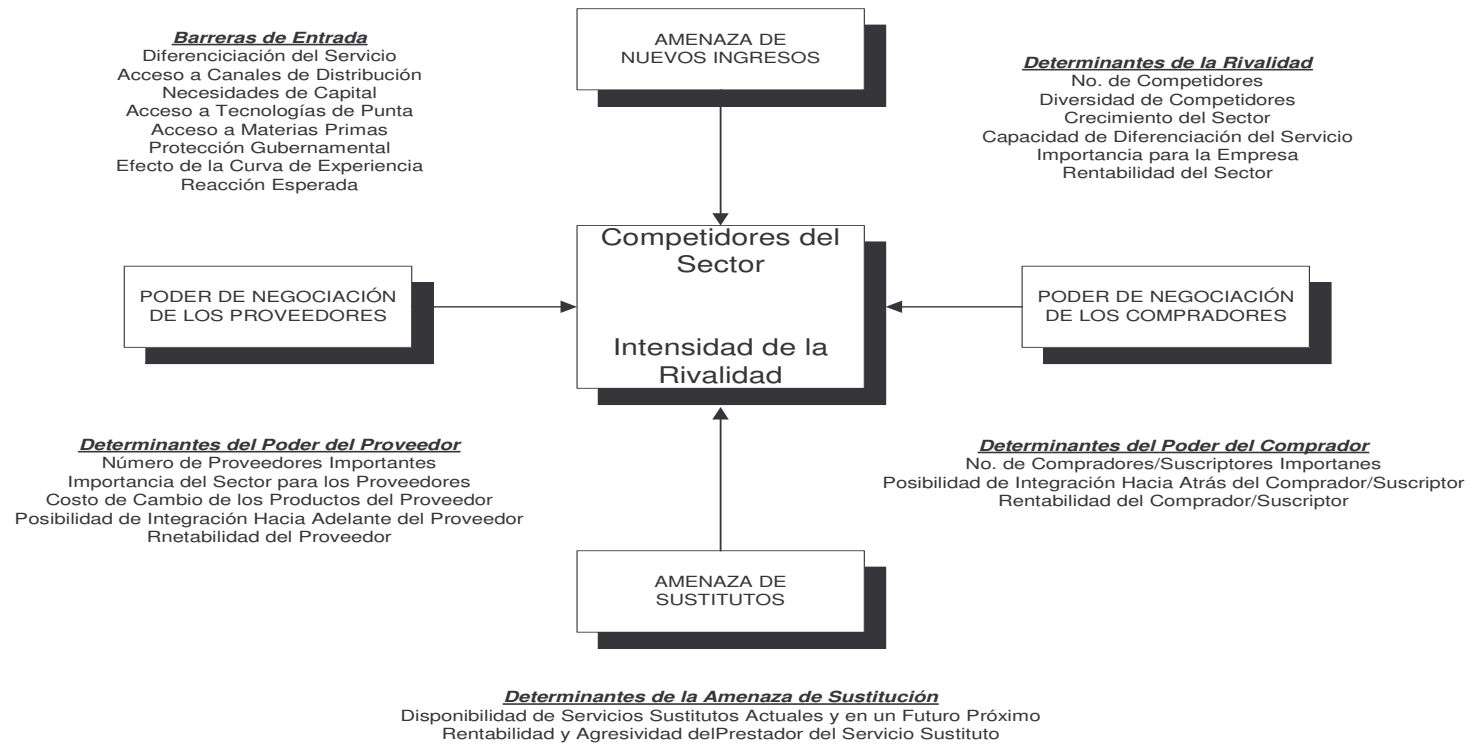 Barreras de Entrada
Diferenciciación del Servicio
Acceso a Canales de Distribución
Necesidades de Capital
Acceso a Tecnologías de Punta
Acceso a Materias Primas
Protección Gubernamental
Efecto de la Curva de Experiencia
Reacción Esperada
AMENAZA DE
NUEVOS INGRESOS
Determinantes de la Rivalidad
No. de Competidores
Diversidad de Competidores
Crecimiento del Sector
Capacidad de Diferenciación del Servicio
Importancia para la Empresa
Rentabilidad del Sector
PODER DE NEGOCIACIÓN
DE LOS PROVEEDORES
Competidores del
Sector
Intensidad de la
Rivalidad
PODER DE NEGOCIACIÓN
DE LOS COMPRADORES
Determinantes del Poder del Proveedor
Número de Proveedores Importantes
Importancia del Sector para los Proveedores
Costo de Cambio de los Productos del Proveedor
Posibilidad de Integración Hacia Adelante del Proveedor
Rnetabilidad del Proveedor
Determinantes del Poder del Comprador
No. de Compradores/Suscriptores Importanes
Posibilidad de Integración Hacia Atrás del Comprador/Suscriptor
Rentabilidad del Comprador/Suscriptor
AMENAZA DE
SUSTITUTOS
Determinantes de la Amenaza de Sustitución
Disponibilidad de Servicios Sustitutos Actuales y en un Futuro Próximo
Rentabilidad y Agresividad delPrestador del Servicio Sustituto